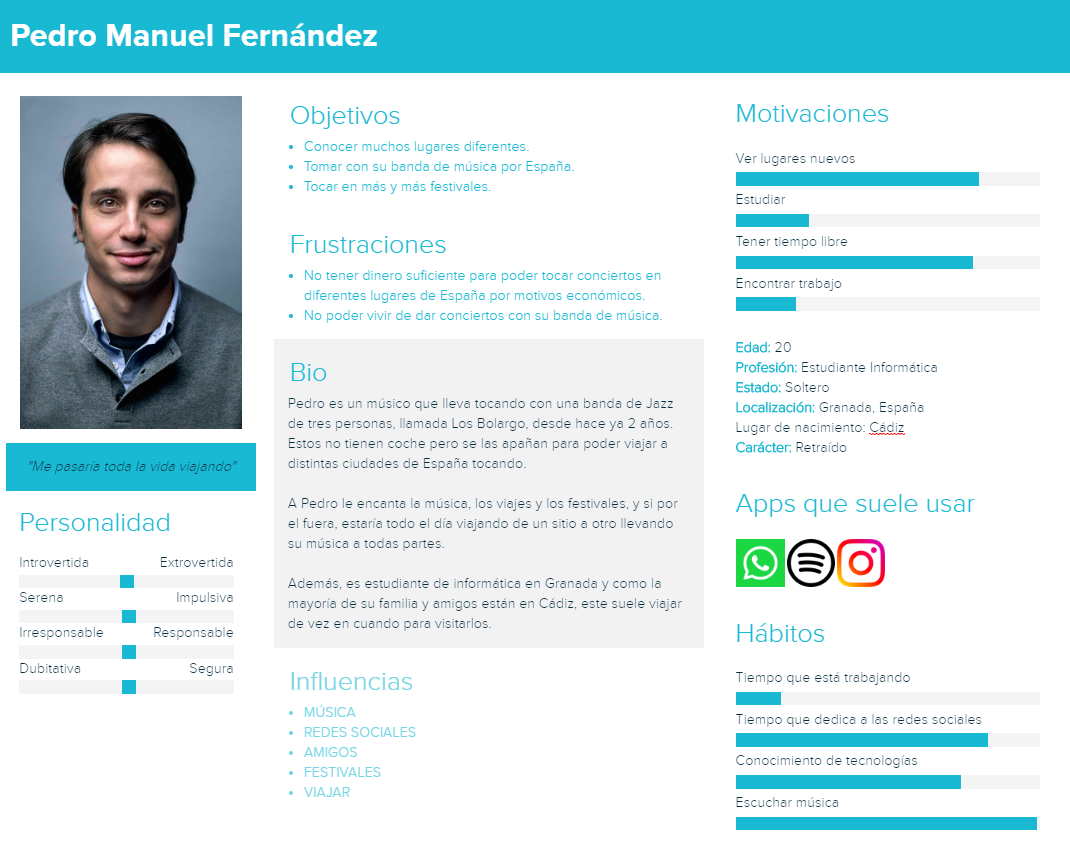 Pedro Manuel Fernández
"Me pasaría toda la vida viajando"
Personalidad
Introvertida Extrovertida
Serena Impulsiva
Irresponsable Responsable
Dubitativa Segura
Objetivos
Conocer muchos lugares diferentes.
Tomar con su banda de música por España.
Tocar en más y más festivales.
Frustraciones
No tener dinero suficiente para poder tocar conciertos en
diferentes lugares de España por motivos económicos.
No poder vivir de dar conciertos con su banda de música.
Bio
Pedro es un músico que lleva tocando con una banda de Jazz
de tres personas, llamada Los Bolargo, desde hace ya 2 años.
Estos no tienen coche pero se las apañan para poder viajar a
distintas ciudades de España tocando.
A Pedro le encanta la música, los viajes y los festivales, y si por
el fuera, estaría todo el día viajando de un sitio a otro llevando
su música a todas partes.
Además, es estudiante de informática en Granada y como la
mayoría de su familia y amigos están en Cádiz, este suele viajar
de vez en cuando para visitarlos.
Influencias
MÚSICA
REDES SOCIALES
AMIGOS
FESTIVALES
VIAJAR
Motivaciones
Ver lugares nuevos
Estudiar
Tener tiempo libre
Encontrar trabajo
Edad: 20
Profesión: Estudiante Informática
Estado: Soltero
Localización: Granada, España
Lugar de nacimiento: Cádiz
Carácter: Retraído
Apps que suele usar
Hábitos
Tiempo que está trabajando
Tiempo que dedica a las redes sociales
Conocimiento de tecnologías
Escuchar música